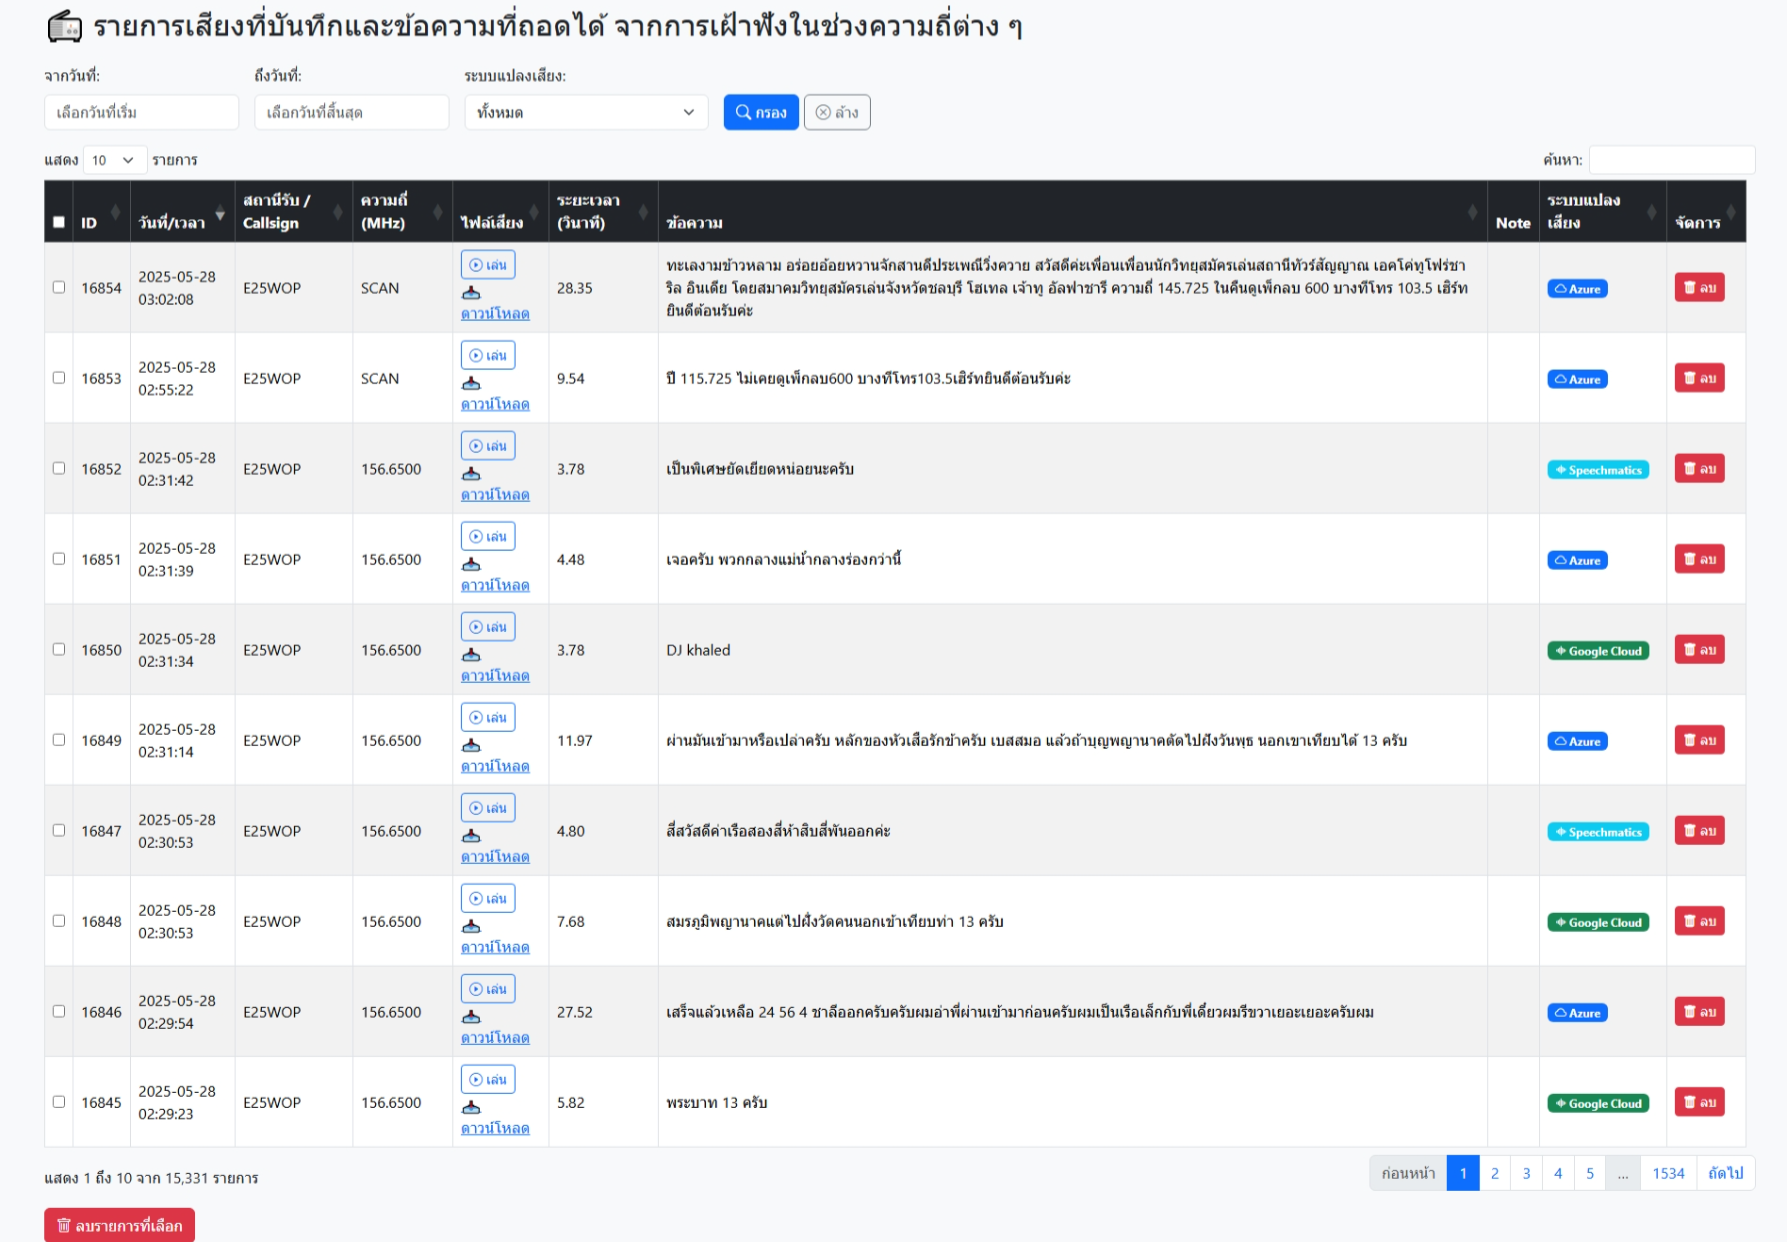 รายการเสียงที่บันทึกและข้อความที่ถอดได้ จากการเฝ้าฟังในช่วงความถี่ต่าง ๆ
จากวันที่: ถึงวันที่: ระบบแปลงเสียง:
เลือกวันที่เริ่ม เลือกวันที่สิ้นสุด ทั้งหมด กรอง ล้าง
แสดง 10 รายการ ค้นหา:
ID วันที่/เวลา สถานีรับ / Callsign ความถี่ (MHz) ไฟล์เสียง ระยะเวลา (วินาที) ข้อความ Note ระบบแปลงเสียง จัดการ
16854 2025-05-28 03:02:08 E25WOP SCAN เล่น ดาวน์โหลด 28.35 ทะเลงามข้าวหลาม อร่อยอ้อยหวานจักสานดีประเพณีวิ่งควาย สวัสดีค่ะเพื่อนเพื่อนนักวิทยุสมัครเล่นสถานีทัวร์สัญญาณ เอคโค่ทูโฟร์ชา
ริล อินเดีย โดยสมาคมวิทยุสมัครเล่นจังหวัดชลบุรี โฮเทล เจ้าทู อัลฟาชารี ความถี่ 145.725 ในคืนดูเพ็กลบ 600 บางทีโทร 103.5 เฮิร์ท
ยินดีต้อนรับค่ะ Azure ลบ
16853 2025-05-28 02:55:22 E25WOP SCAN เล่น ดาวน์โหลด 9.54 ปี 115.725 ไม่เคยดูเพ็กลบ600 บางทีโทร103.5เฮิร์ทยินดีต้อนรับค่ะ Azure ลบ
16852 2025-05-28 02:31:42 E25WOP 156.6500 เล่น ดาวน์โหลด 3.78 เป็นพิเศษยัดเยียดหน่อยนะครับ Speechmatics ลบ
16851 2025-05-28 02:31:39 E25WOP 156.6500 เล่น ดาวน์โหลด 4.48 เจอครับ พวกกลางแม่น้ำกลางร่องกว่านี้ Azure ลบ
16850 2025-05-28 02:31:34 E25WOP 156.6500 เล่น ดาวน์โหลด 3.78 DJ khaled Google Cloud ลบ
16849 2025-05-28 02:31:14 E25WOP 156.6500 เล่น ดาวน์โหลด 11.97 ผ่านมันเข้ามาหรือเปล่าครับ หลักของหัวเสือรักข้าครับ เบสสมอ แล้วถ้าบุญพญานาคตัดไปฝั่งวันพุธ นอกเขาเทียบได้ 13 ครับ Azure ลบ
16847 2025-05-28 02:30:53 E25WOP 156.6500 เล่น ดาวน์โหลด 4.80 สี่สวัสดีค่าเรือสองสี่ห้าสิบสี่พันออกค่ะ Speechmatics ลบ
16848 2025-05-28 02:30:53 E25WOP 156.6500 เล่น ดาวน์โหลด 7.68 สมรภูมิพญานาคแต่ไปฝั่งวัดคนนอกเข้าเทียบท่า 13 ครับ Google Cloud ลบ
16846 2025-05-28 02:29:54 E25WOP 156.6500 เล่น ดาวน์โหลด 27.52 เสร็จแล้วเหลือ 24 56 4 ชาลีออกครับครับผมอ่าพี่ผ่านเข้ามาก่อนครับผมเป็นเรือเล็กกับพี่เดี๋ยวผมรีขวาเยอะเยอะครับผม Azure ลบ
16845 2025-05-28 02:29:23 E25WOP 156.6500 เล่น ดาวน์โหลด 5.82 พระบาท 13 ครับ Google Cloud ลบ
แสดง 1 ถึง 10 จาก 15,331 รายการ ก่อนหน้า 1 2 3 4 5 ... 1534 ถัดไป
ลบรายการที่เลือก